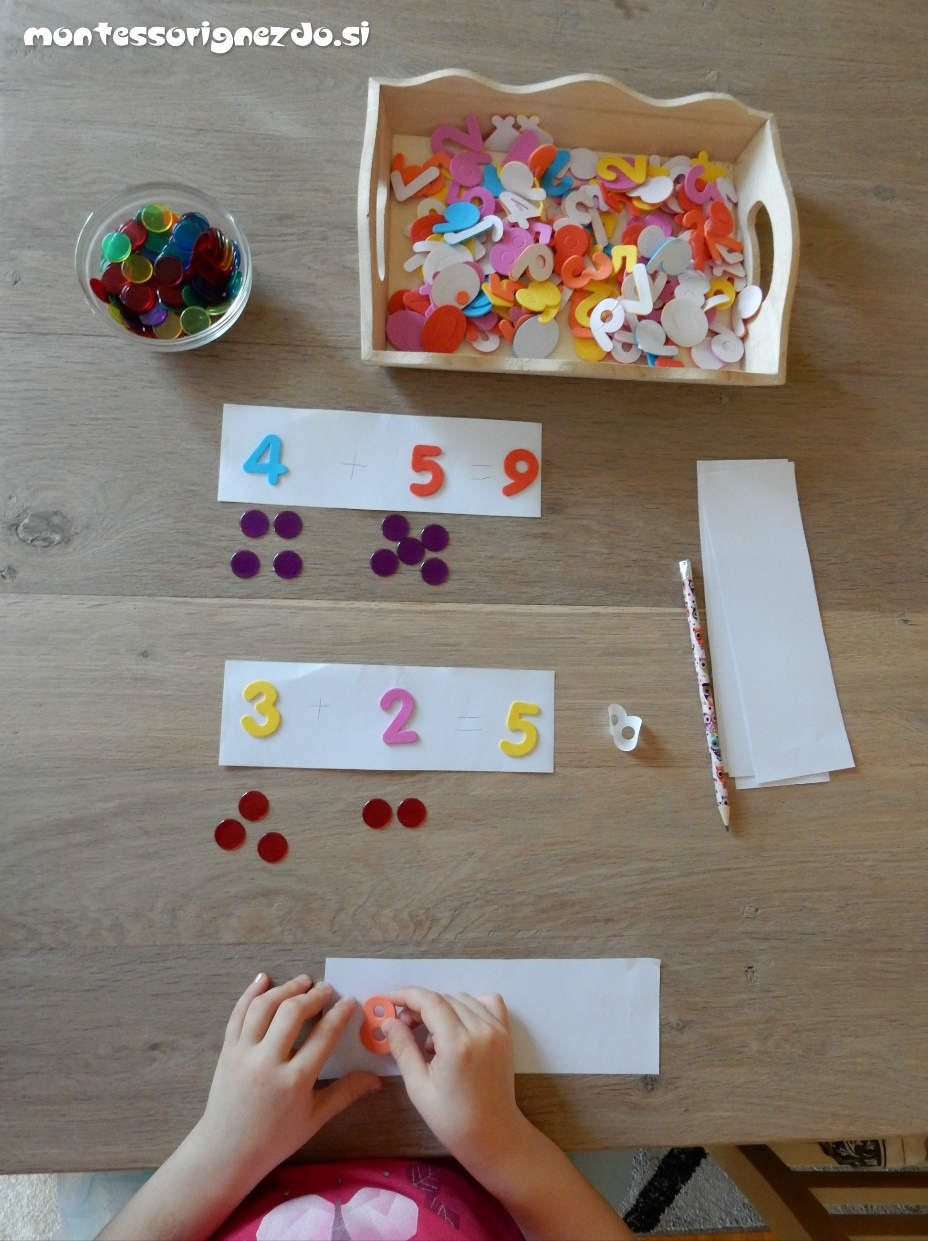 montessorignezdo.si
4 + 5 = 9
3 + 2 = 5
8